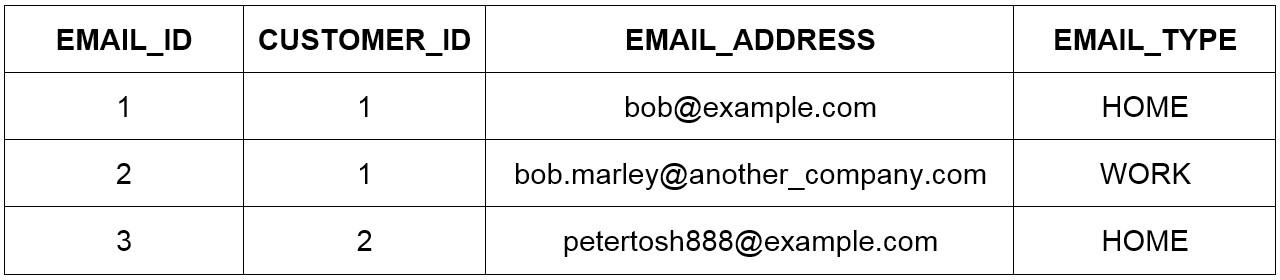 EMAIL_ID CUSTOMER_ID EMAIL_ADDRESS EMAIL_TYPE
1 1 bob@example.com HOME
2 1 bob.marley@another_company.com WORK
3 2 petertosh888@example.com HOME